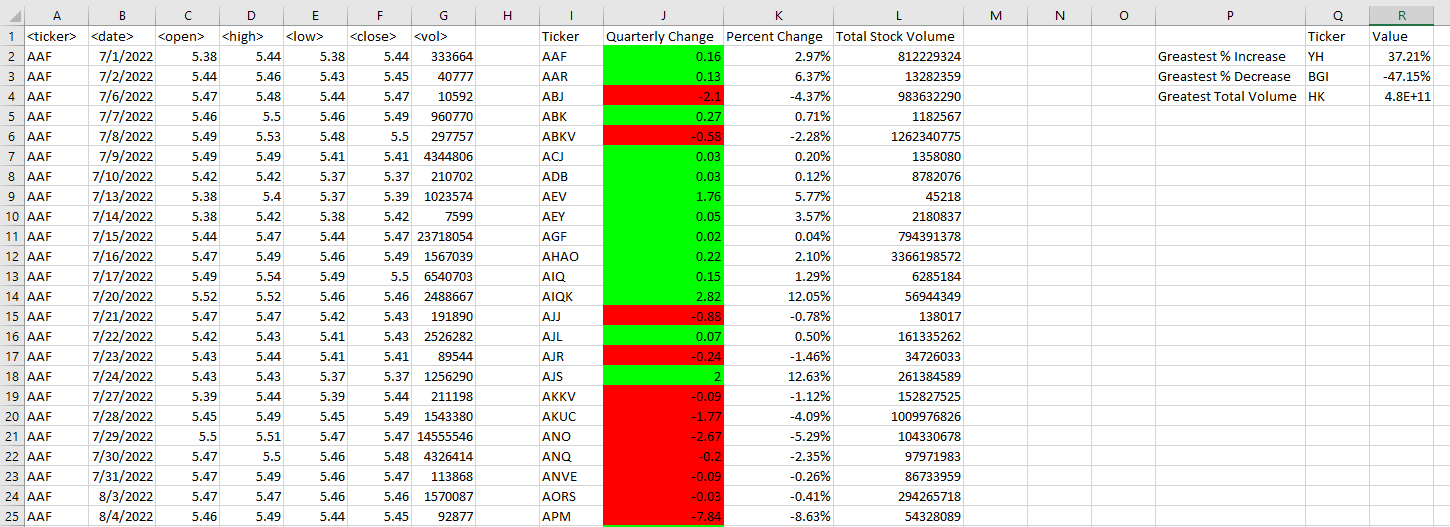 A B C D E F G H I J K L M N O P Q R
1 <ticker> <date> <open> <high> <low> <close> <vol> Ticker Quarterly Change Percent Change Total Stock Volume Ticker Value
2 AAF 7/1/2022 5.38 5.44 5.38 5.44 333664 AAF 0.16 2.97% 812229324 Greastest % Increase YH 37.21%
3 AAF 7/2/2022 5.44 5.46 5.43 5.45 40777 AAR 0.13 6.37% 13282359 Greastest % Decrease BGI -47.15%
4 AAF 7/6/2022 5.47 5.48 5.44 5.47 10592 ABJ -2.1 -4.37% 983632290 Greatest Total Volume HK 4.8E+11
5 AAF 7/7/2022 5.46 5.5 5.46 5.49 960770 ABK 0.27 0.71% 1182567
6 AAF 7/8/2022 5.49 5.53 5.48 5.5 297757 ABKV -0.58 -2.28% 1262340775
7 AAF 7/9/2022 5.49 5.49 5.41 5.41 4344806 ACJ 0.03 0.20% 1358080
8 AAF 7/10/2022 5.42 5.42 5.37 5.37 210702 ADB 0.03 0.12% 8782076
9 AAF 7/13/2022 5.38 5.4 5.37 5.39 1023574 AEV 1.76 5.77% 45218
10 AAF 7/14/2022 5.38 5.42 5.38 5.42 7599 AEY 0.05 3.57% 2180837
11 AAF 7/15/2022 5.44 5.47 5.44 5.47 23718054 AGF 0.02 0.04% 794391378
12 AAF 7/16/2022 5.47 5.49 5.46 5.49 1567039 AHAO 0.22 2.10% 3366198572
13 AAF 7/17/2022 5.49 5.54 5.49 5.5 6540703 AIQ 0.15 1.29% 6285184
14 AAF 7/20/2022 5.52 5.52 5.46 5.46 2488667 AIQK 2.82 12.05% 56944349
15 AAF 7/21/2022 5.47 5.47 5.42 5.43 191890 AJJ -0.88 -0.78% 138017
16 AAF 7/22/2022 5.42 5.43 5.41 5.43 2526282 AJL 0.07 0.50% 161335262
17 AAF 7/23/2022 5.43 5.44 5.41 5.41 89544 AJR -0.24 -1.46% 34726033
18 AAF 7/24/2022 5.43 5.43 5.37 5.37 1256290 AJS 2 12.63% 261384589
19 AAF 7/27/2022 5.39 5.44 5.39 5.44 211198 AKKV -0.09 -1.12% 152827525
20 AAF 7/28/2022 5.45 5.49 5.45 5.49 1543380 AKUC -1.77 -4.09% 1009976826
21 AAF 7/29/2022 5.5 5.51 5.47 5.47 14555546 ANO -2.67 -5.29% 104330678
22 AAF 7/30/2022 5.47 5.5 5.46 5.48 4326414 ANQ -0.2 -2.35% 97971983
23 AAF 7/31/2022 5.47 5.49 5.46 5.47 113868 ANVE -0.09 -0.26% 86733959
24 AAF 8/3/2022 5.47 5.47 5.46 5.46 1570087 AORS -0.03 -0.41% 294265718
25 AAF 8/4/2022 5.46 5.49 5.44 5.45 92877 APM -7.84 -8.63% 54328089